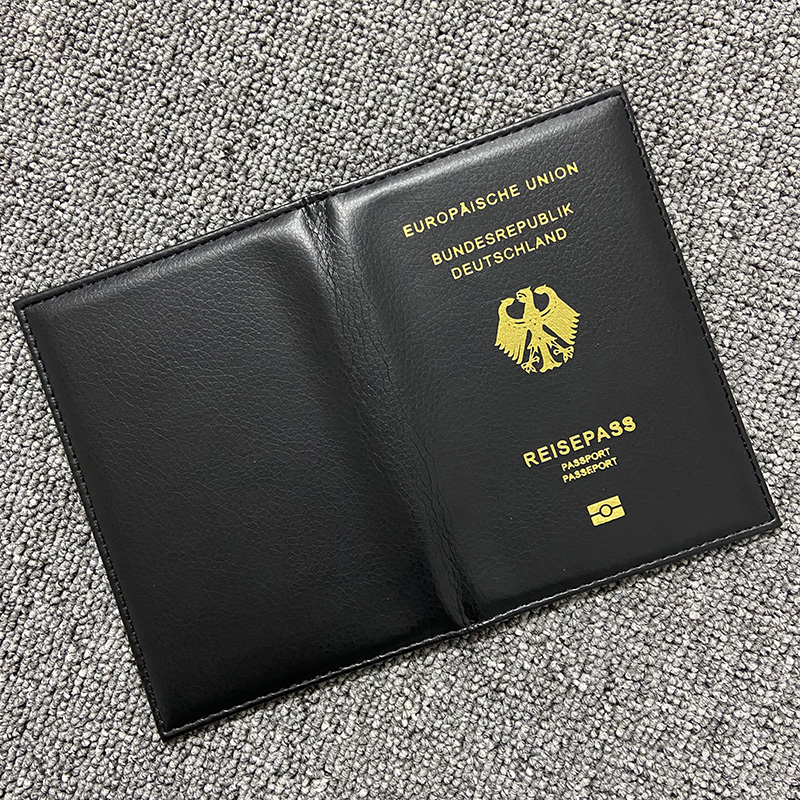 EUROPÄISCHE UNION
BUNDESREPUBLIK
DEUTSCHLAND
REISEPASS
PASSPORT
PASSEPORT